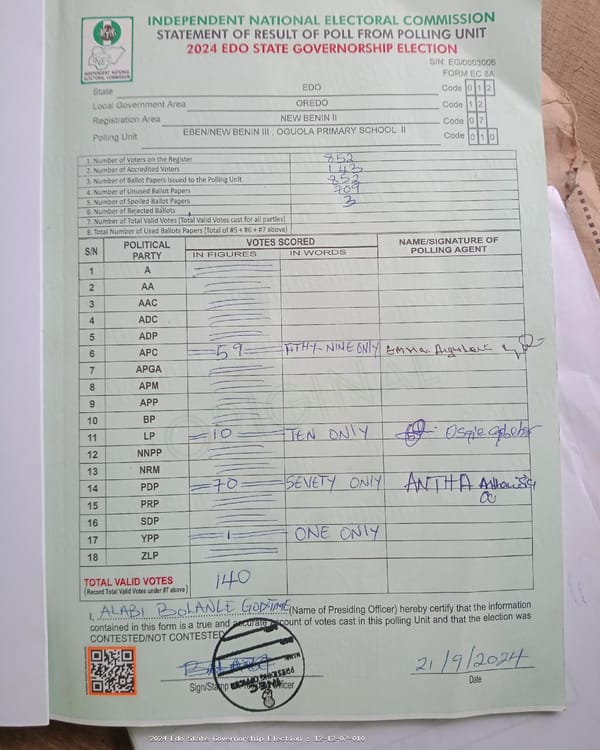 INDEPENDENT NATIONAL ELECTORAL COMMISSION
STATEMENT OF RESULT OF POLL FROM POLLING UNIT
2024 EDO STATE GOVERNORSHIP ELECTION
INDEPENDENT NATIONAL ELECTORAL COMMISSION
S/N: EG/0003006
FORM EC 8A
State EDO Code 0 1 2
Local Government Area OREDO Code 1 2
Registration Area NEW BENIN II Code 0 7
Polling Unit EBEN/NEW BENIN III , OGUOLA PRIMARY SCHOOL II Code 0 1 0
1. Number of Voters on the Register 852
2. Number of Accredited Voters 143
3. Number of Ballot Papers Issued to the Polling Unit 852
4. Number of Unused Ballot Papers 709
5. Number of Spoiled Ballot Papers
6. Number of Rejected Ballots 3
7. Number of Total Valid Votes (Total Valid Votes cast for all parties)
8. Total Number of Used Ballots Papers (Total of #5 + #6 + #7 above)
S/N POLITICAL PARTY VOTES SCORED NAME/SIGNATURE OF POLLING AGENT
IN FIGURES IN WORDS
1 A
2 AA
3 AAC
4 ADC
5 ADP
6 APC 59 FITHY-NINE ONLY Emma
7 APGA
8 APM
9 APP
10 BP
11 LP 10 TEN ONLY
12 NNPP
13 NRM
14 PDP 70 SEVETY ONLY ANTHA
15 PRP
16 SDP
17 YPP 1 ONE ONLY
18 ZLP
TOTAL VALID VOTES 140
(Record Total Valid Votes under #7 above)
I, ALABI BOLANLE GODSTIME (Name of Presiding Officer) hereby certify that the information
contained in this form is a true and accurate account of votes cast in this polling Unit and that the election was
CONTESTED/NOT CONTESTED
PRESIDING OFFICER
INEC
21/9/2024
Sign/Stamp Officer Date
2024 Edo State Governorship Election : 12-12-07-010